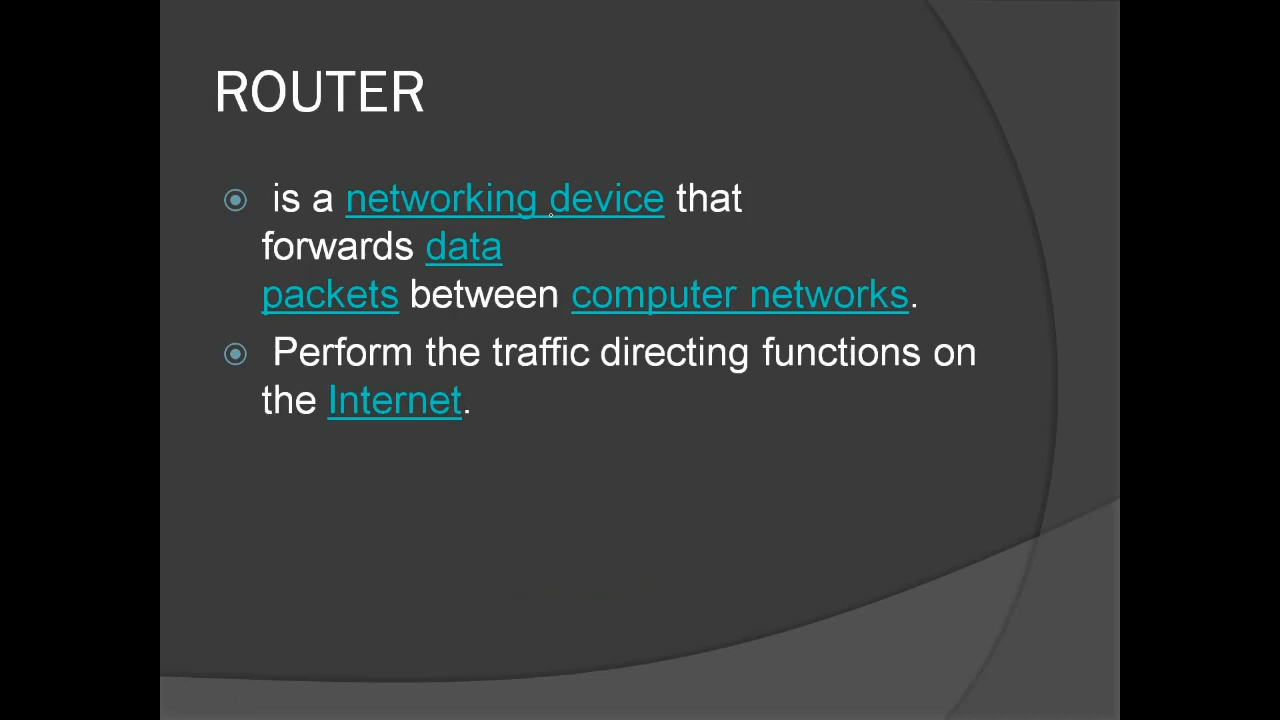 ROUTER
is a networking device that
forwards data
packets between computer networks.
Perform the traffic directing functions on
the Internet.